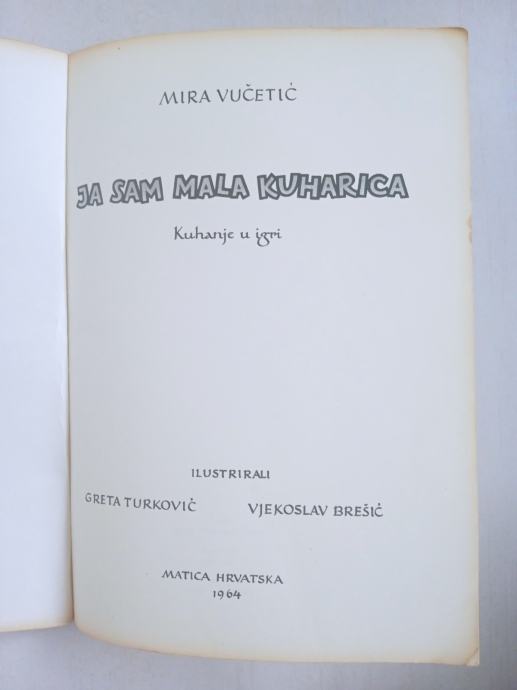 MIRA VUČETIĆ
JA SAM MALA KUHARICA
Kuhanje u igri
ILUSTRIRALI
GRETA TURKOVIĆ VJEKOSLAV BREŠIĆ
MATICA HRVATSKA
1964